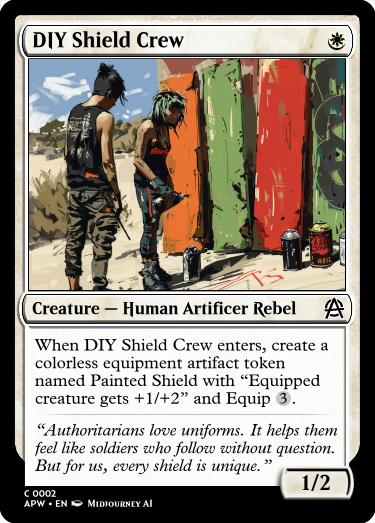 DIY Shield Crew
Creature — Human Artificer Rebel
When DIY Shield Crew enters, create a
colorless equipment artifact token
named Painted Shield with “Equipped
creature gets +1/+2” and Equip 3.
“Authoritarians love uniforms. It helps them
feel like soldiers who follow without question.
But for us, every shield is unique.”
1/2
C 0002
APW • EN Midjourney AI